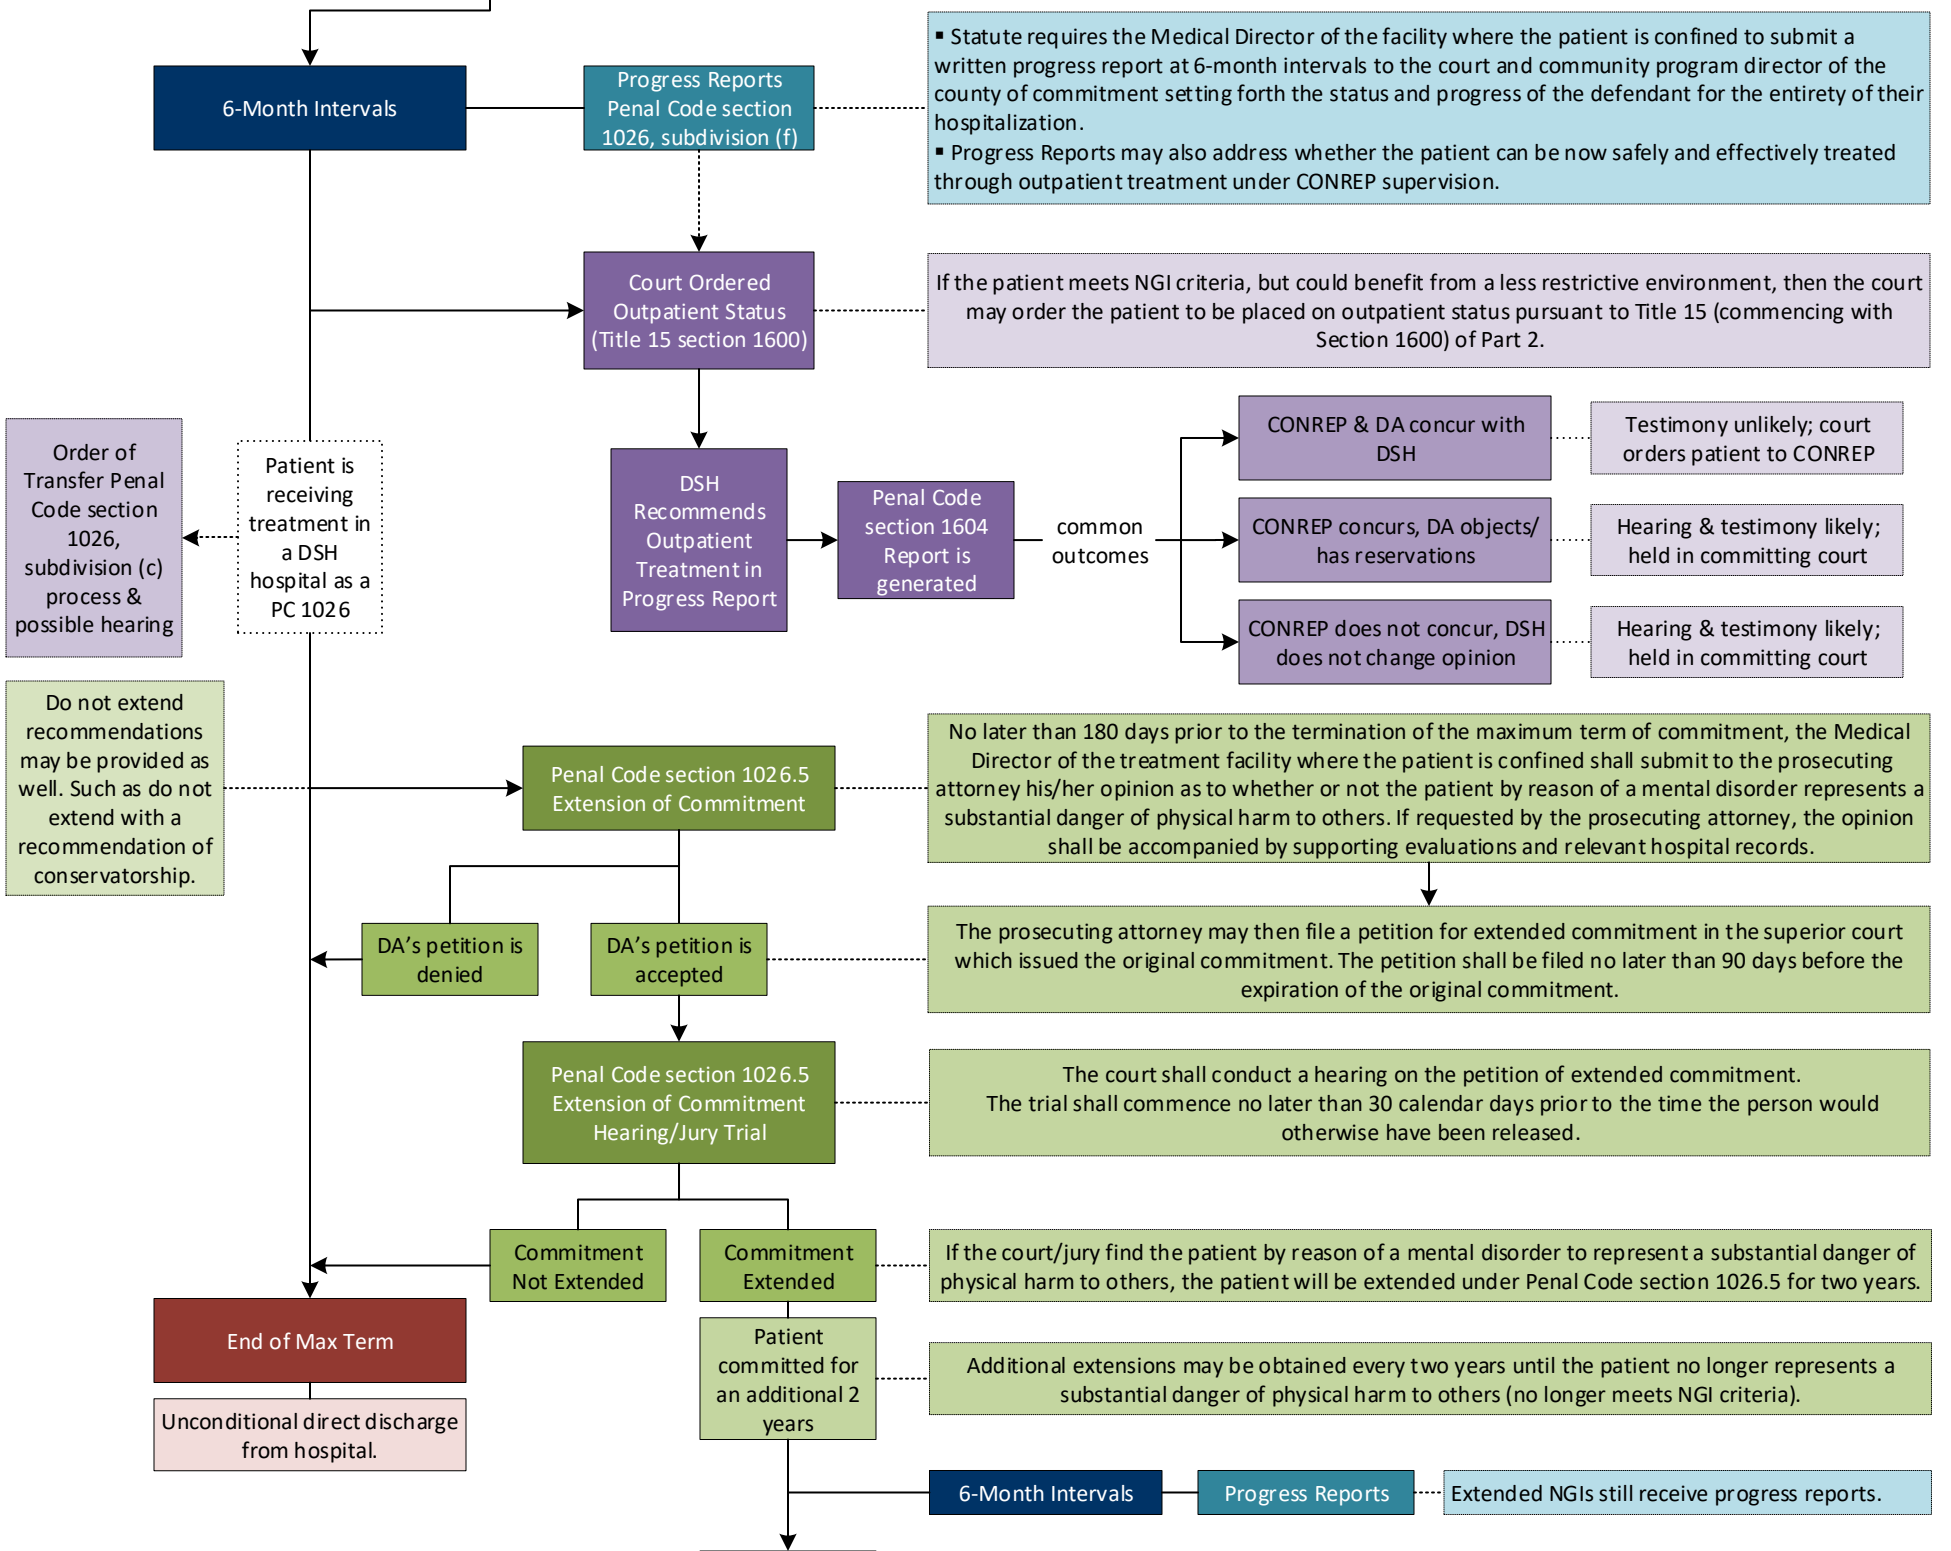 6-Month Intervals
Progress Reports
Penal Code section
1026, subdivision (f)
▪ Statute requires the Medical Director of the facility where the patient is confined to submit a
written progress report at 6-month intervals to the court and community program director of the
county of commitment setting forth the status and progress of the defendant for the entirety of their
hospitalization.
▪ Progress Reports may also address whether the patient can be now safely and effectively treated
through outpatient treatment under CONREP supervision.
Court Ordered
Outpatient Status
(Title 15 section 1600)
If the patient meets NGI criteria, but could benefit from a less restrictive environment, then the court
may order the patient to be placed on outpatient status pursuant to Title 15 (commencing with
Section 1600) of Part 2.
Order of
Transfer Penal
Code section
1026,
subdivision (c)
process &
possible hearing
Patient is
receiving
treatment in
a DSH
hospital as a
PC 1026
DSH
Recommends
Outpatient
Treatment in
Progress Report
Penal Code
section 1604
Report is
generated
common
outcomes
CONREP & DA concur with
DSH
Testimony unlikely; court
orders patient to CONREP
CONREP concurs, DA objects/
has reservations
Hearing & testimony likely;
held in committing court
CONREP does not concur, DSH
does not change opinion
Hearing & testimony likely;
held in committing court
Do not extend
recommendations
may be provided as
well. Such as do not
extend with a
recommendation of
conservatorship.
Penal Code section 1026.5
Extension of Commitment
No later than 180 days prior to the termination of the maximum term of commitment, the Medical
Director of the treatment facility where the patient is confined shall submit to the prosecuting
attorney his/her opinion as to whether or not the patient by reason of a mental disorder represents a
substantial danger of physical harm to others. If requested by the prosecuting attorney, the opinion
shall be accompanied by supporting evaluations and relevant hospital records.
DA's petition is
denied
DA's petition is
accepted
The prosecuting attorney may then file a petition for extended commitment in the superior court
which issued the original commitment. The petition shall be filed no later than 90 days before the
expiration of the original commitment.
Penal Code section 1026.5
Extension of Commitment
Hearing/Jury Trial
The court shall conduct a hearing on the petition of extended commitment.
The trial shall commence no later than 30 calendar days prior to the time the person would
otherwise have been released.
Commitment
Not Extended
Commitment
Extended
If the court/jury find the patient by reason of a mental disorder to represent a substantial danger of
physical harm to others, the patient will be extended under Penal Code section 1026.5 for two years.
End of Max Term
Unconditional direct discharge
from hospital.
Patient
committed for
an additional 2
years
Additional extensions may be obtained every two years until the patient no longer represents a
substantial danger of physical harm to others (no longer meets NGI criteria).
6-Month Intervals
Progress Reports
Extended NGIs still receive progress reports.